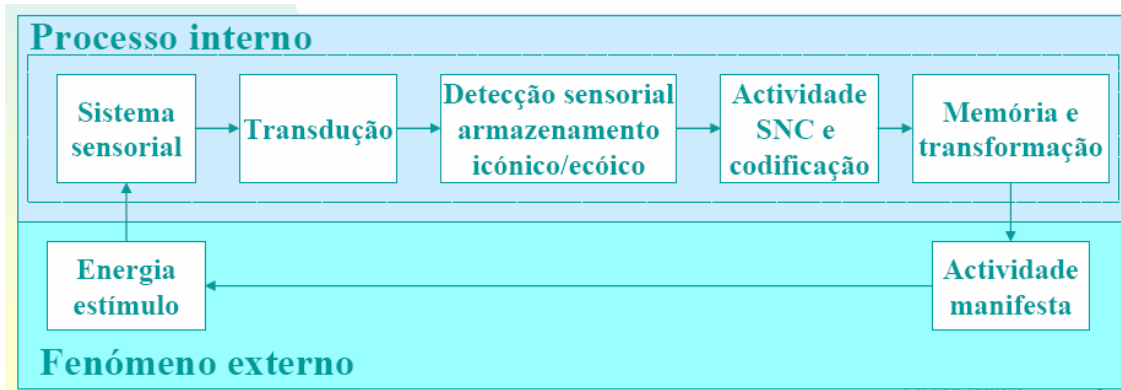 Processo interno
Sistema
sensorial
Transdução
Detecção sensorial
armazenamento
icónico/ecóico
Actividade
SNC e
codificação
Memória e
transformação
Energia
estímulo
Actividade
manifesta
Fenómeno externo